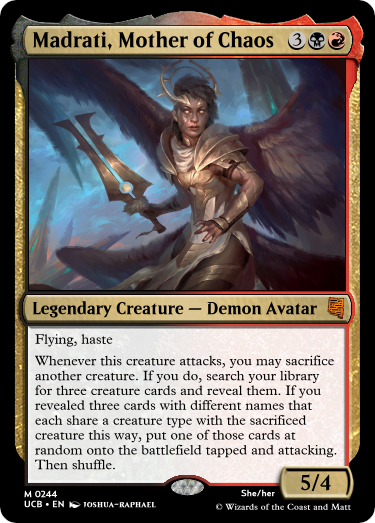 Madrati, Mother of Chaos 3
Legendary Creature — Demon Avatar
Flying, haste
Whenever this creature attacks, you may sacrifice
another creature. If you do, search your library
for three creature cards and reveal them. If you
revealed three cards with different names that
each share a creature type with the sacrificed
creature this way, put one of those cards at
random onto the battlefield tapped and attacking.
Then shuffle.
5/4
M 0244
She/her
UCB • EN JOSHUA-RAPHAEL
© Wizards of the Coast and Matt